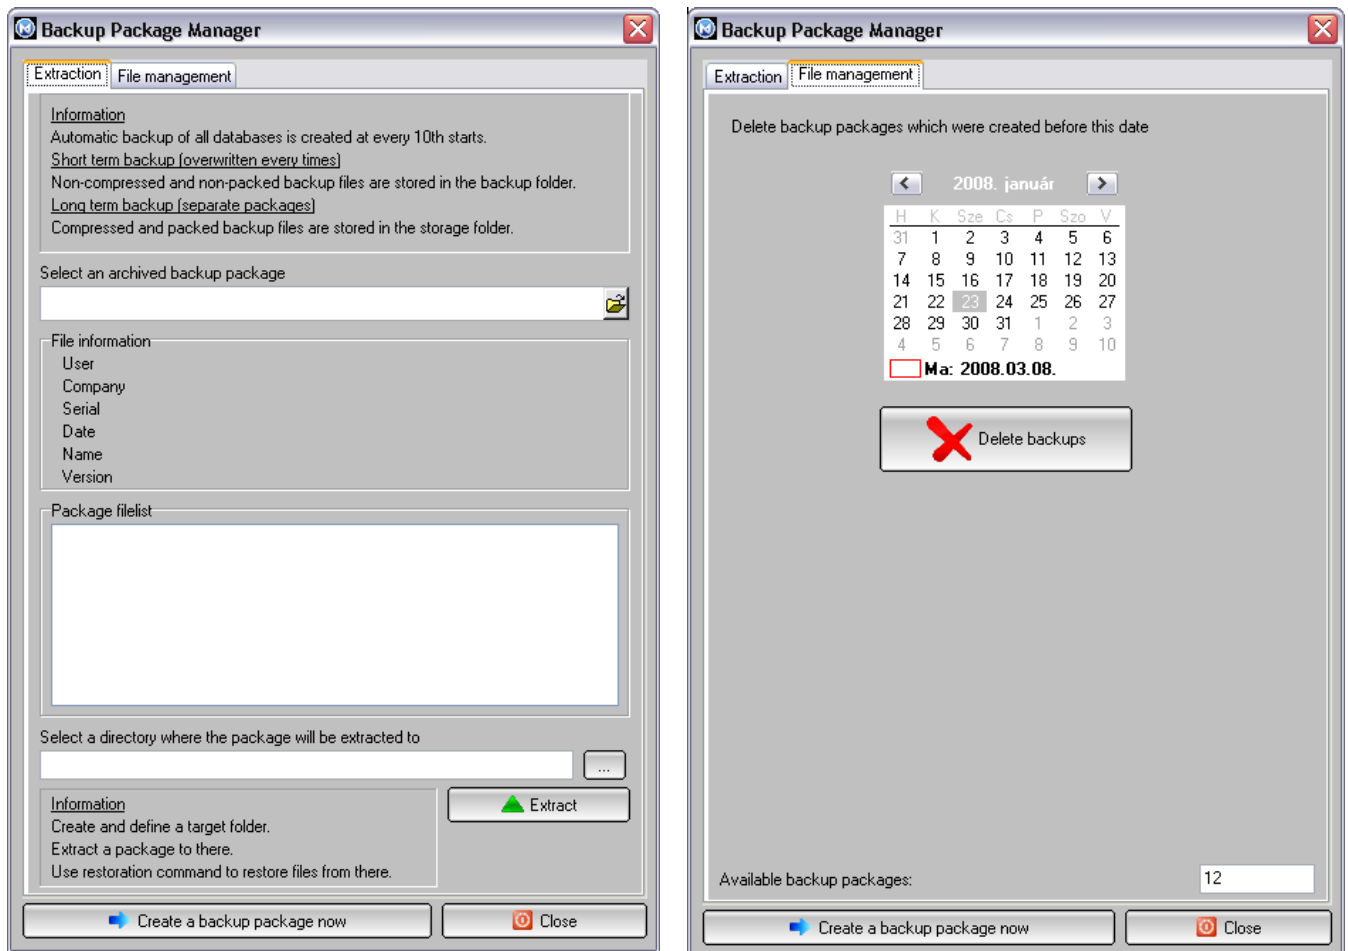 Backup Package Manager
Extraction
File management
Information
Automatic backup of all databases is created at every 10th starts.
Short term backup (overwritten every times)
Non-compressed and non-packed backup files are stored in the backup folder.
Long term backup (separate packages)
Compressed and packed backup files are stored in the storage folder.
Select an archived backup package
File information
User
Company
Serial
Date
Name
Version
Package filelist
Select a directory where the package will be extracted to
...
Information
Create and define a target folder.
Extract a package to there.
Use restoration command to restore files from there.
Extract
Create a backup package now
Close
Backup Package Manager
Extraction
File management
Delete backup packages which were created before this date
2008. január
H K Sze Cs P Szo V
31 1 2 3 4 5 6
7 8 9 10 11 12 13
14 15 16 17 18 19 20
21 22 23 24 25 26 27
28 29 30 31 1 2 3
4 5 6 7 8 9 10
Ma: 2008.03.08.
Delete backups
Available backup packages:
12
Create a backup package now
Close